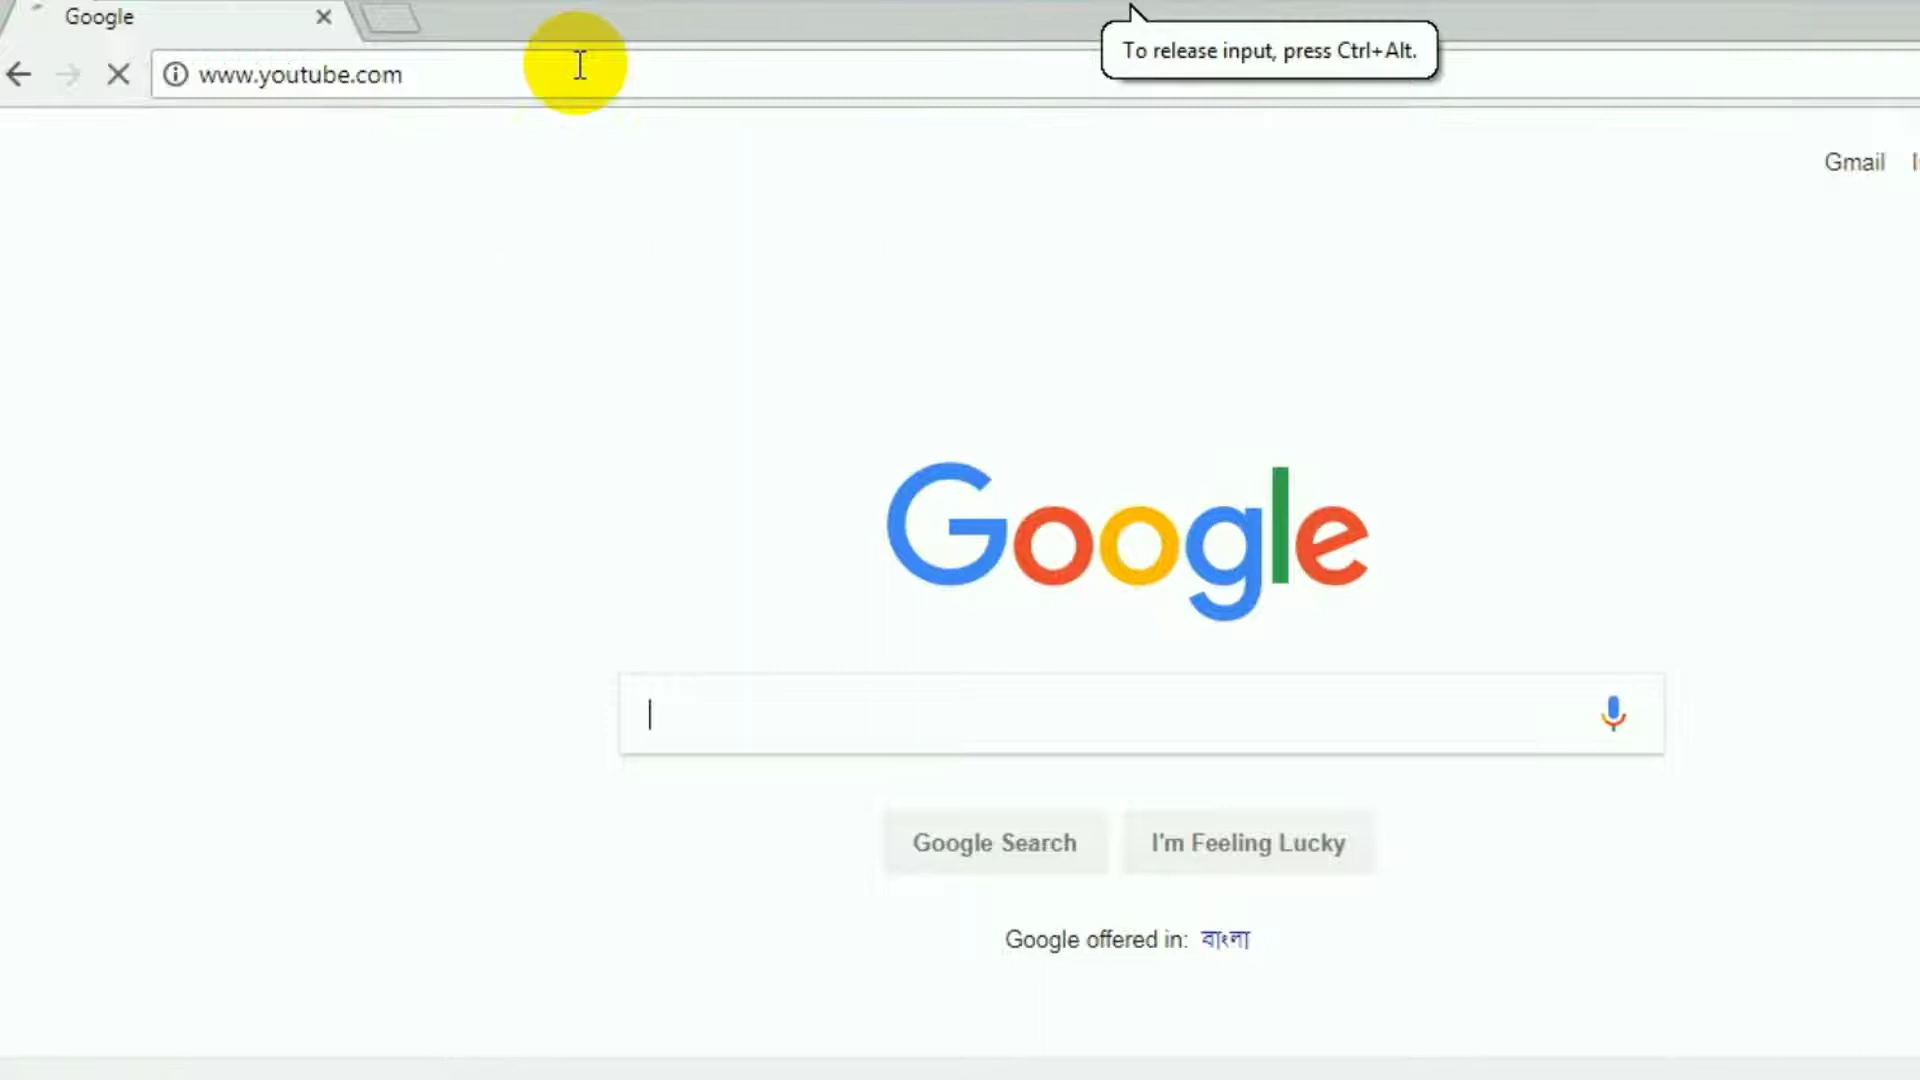 Google
To release input, press Ctrl+Alt.
www.youtube.com
Gmail
Google
Google Search
I'm Feeling Lucky
Google offered in: বাংলা